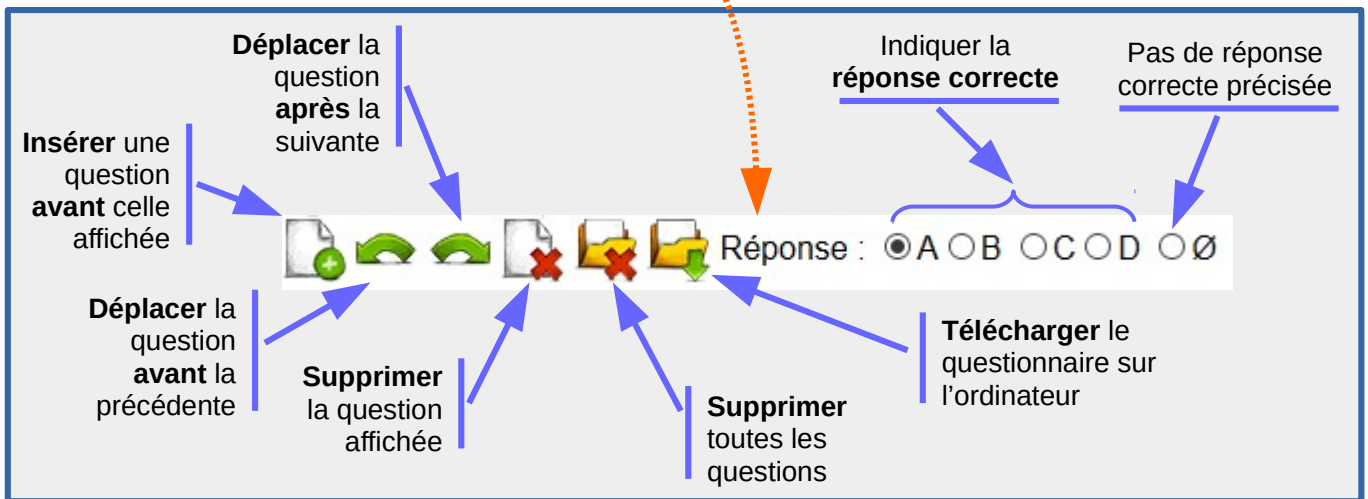 Déplacer la
question
après la
suivante
Indiquer la
réponse correcte
Pas de réponse
correcte précisée
Insérer une
question
avant celle
affichée
Réponse : A B C D Ø
Déplacer la
question
avant la
précédente
Supprimer
la question
affichée
Supprimer
toutes les
questions
Télécharger le
questionnaire sur
l’ordinateur